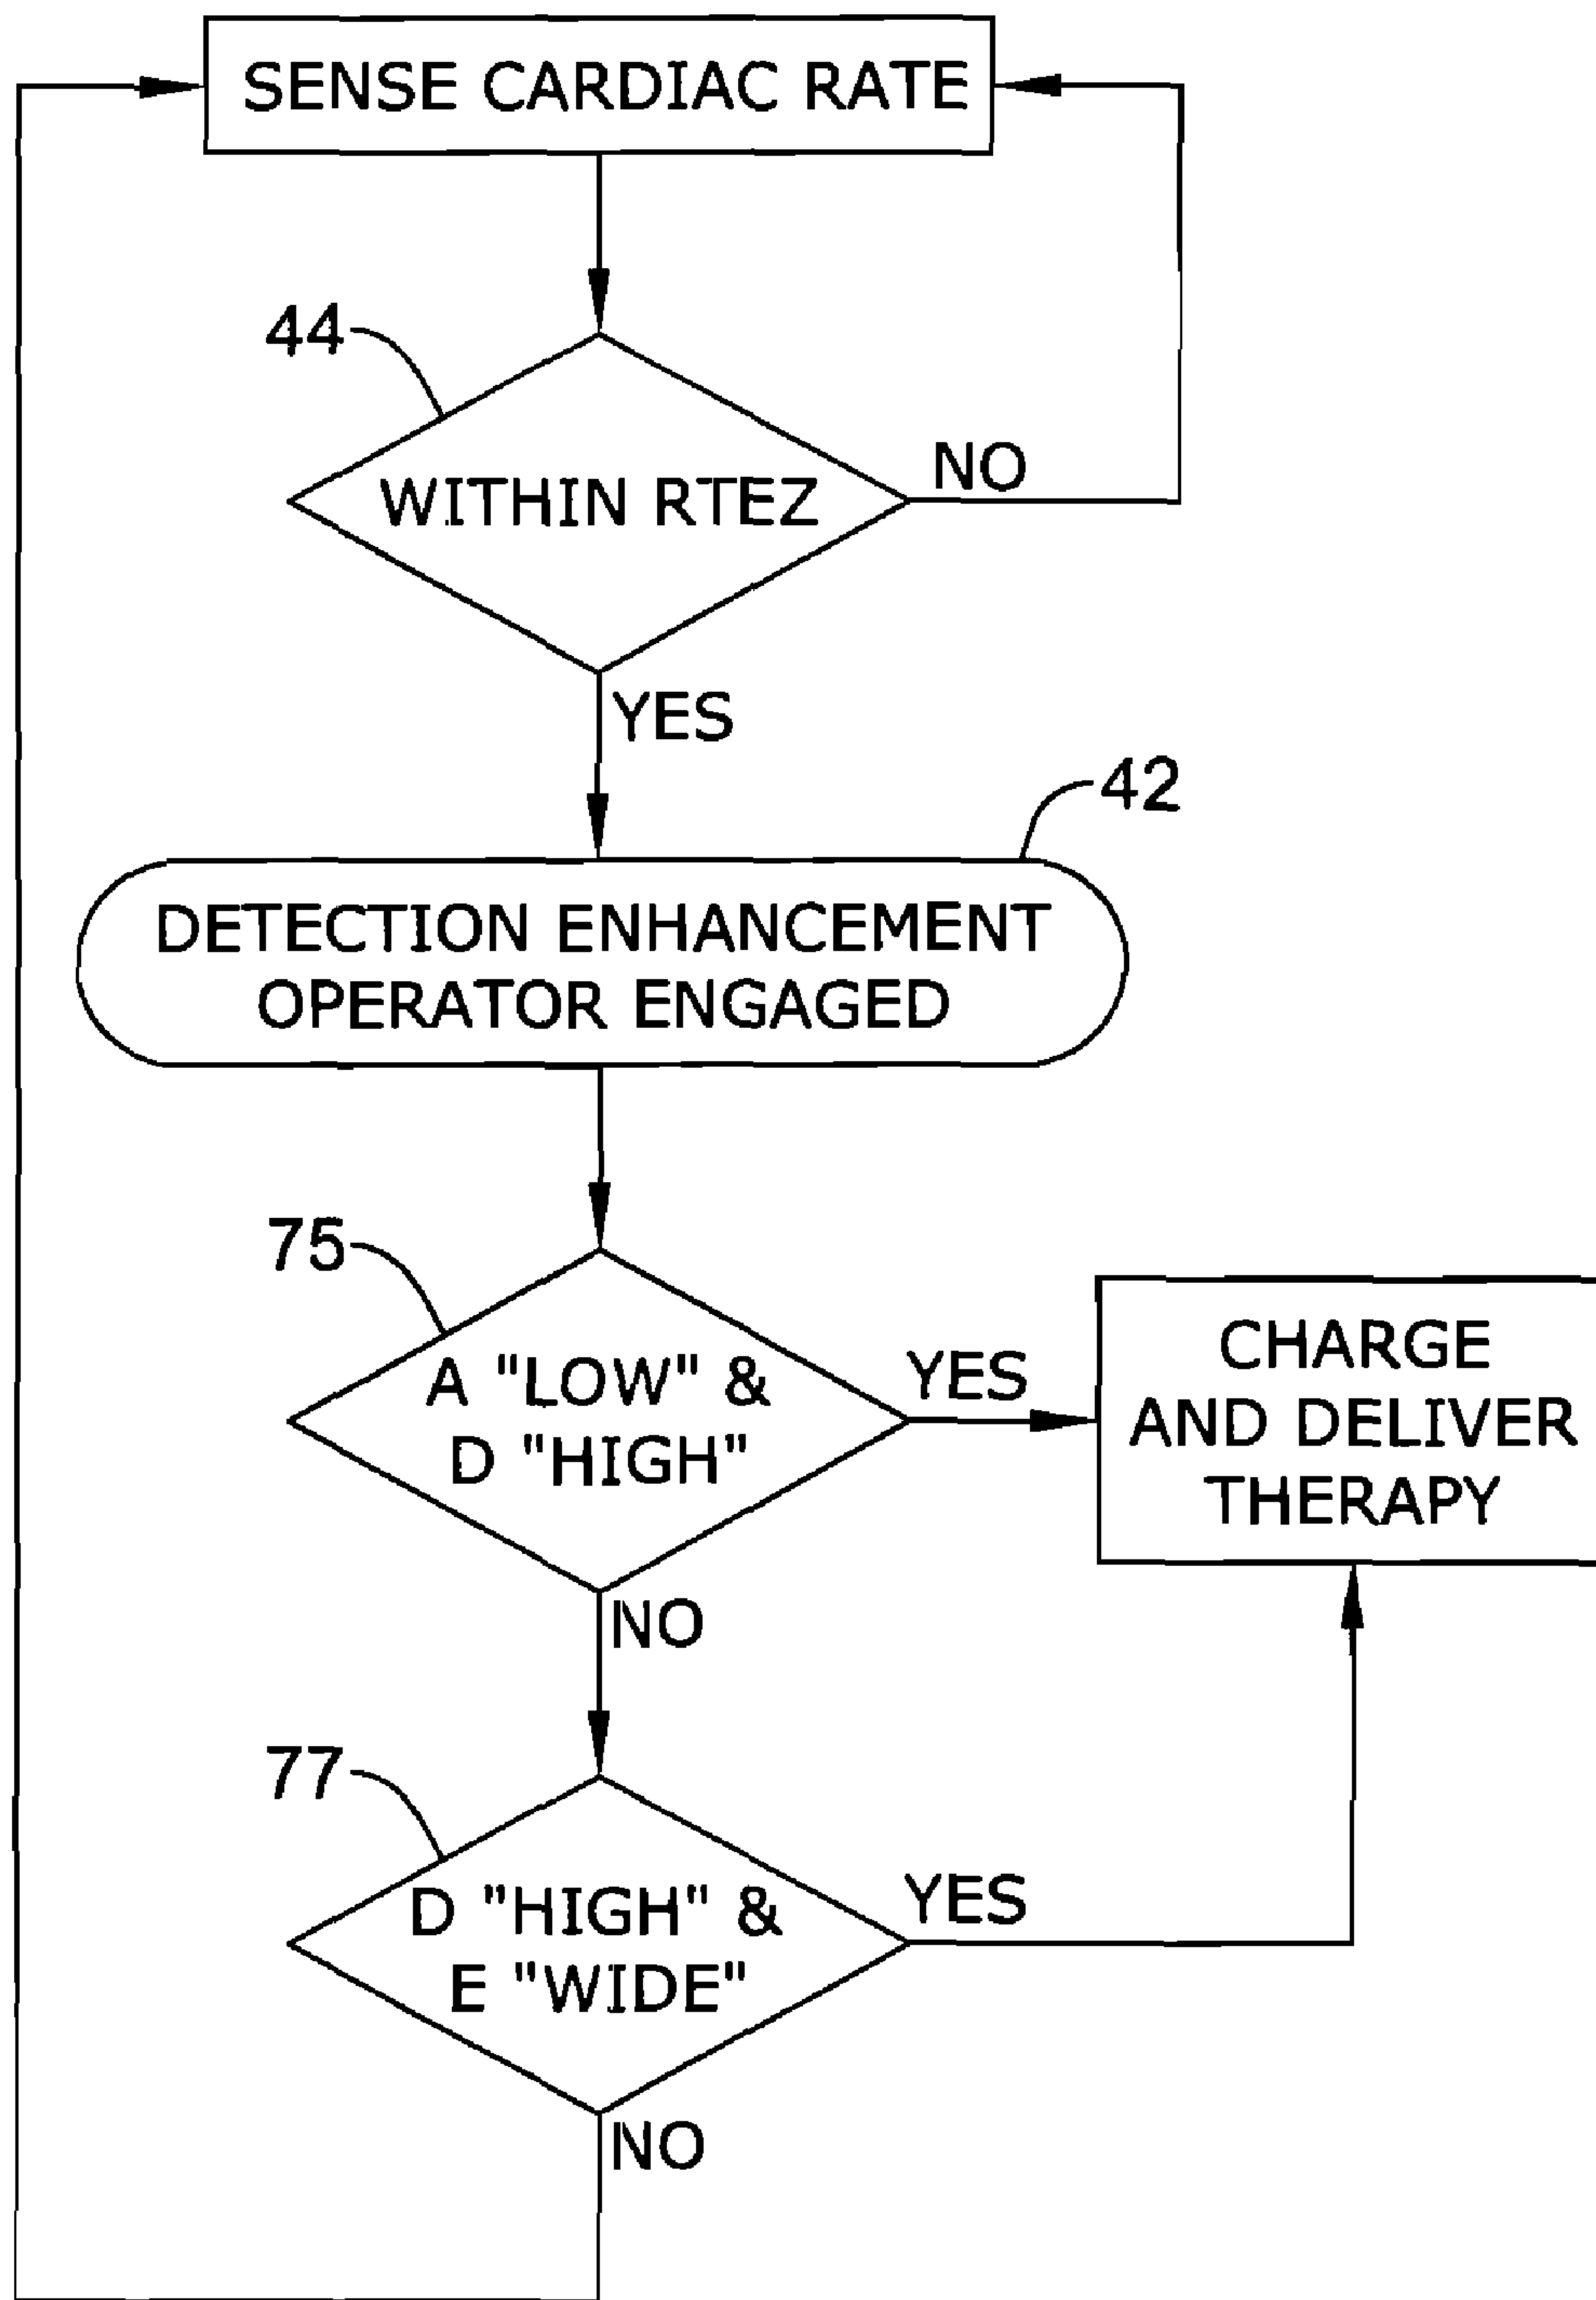 SENSE CARDIAC RATE
44
WITHIN RTEZ
NO
YES
42
DETECTION ENHANCEMENT
OPERATOR ENGAGED
75
A "LOW" &
D "HIGH"
YES
CHARGE
AND DELIVER
THERAPY
NO
77
D "HIGH" &
E "WIDE"
YES
NO